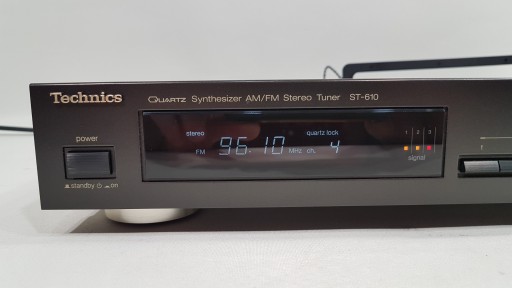 Technics
QUARTZ Synthesizer AM/FM Stereo Tuner ST-610
power
standby on
stereo
quartz lock
FM 96.10 MHz ch. 4
1 2 3
signal